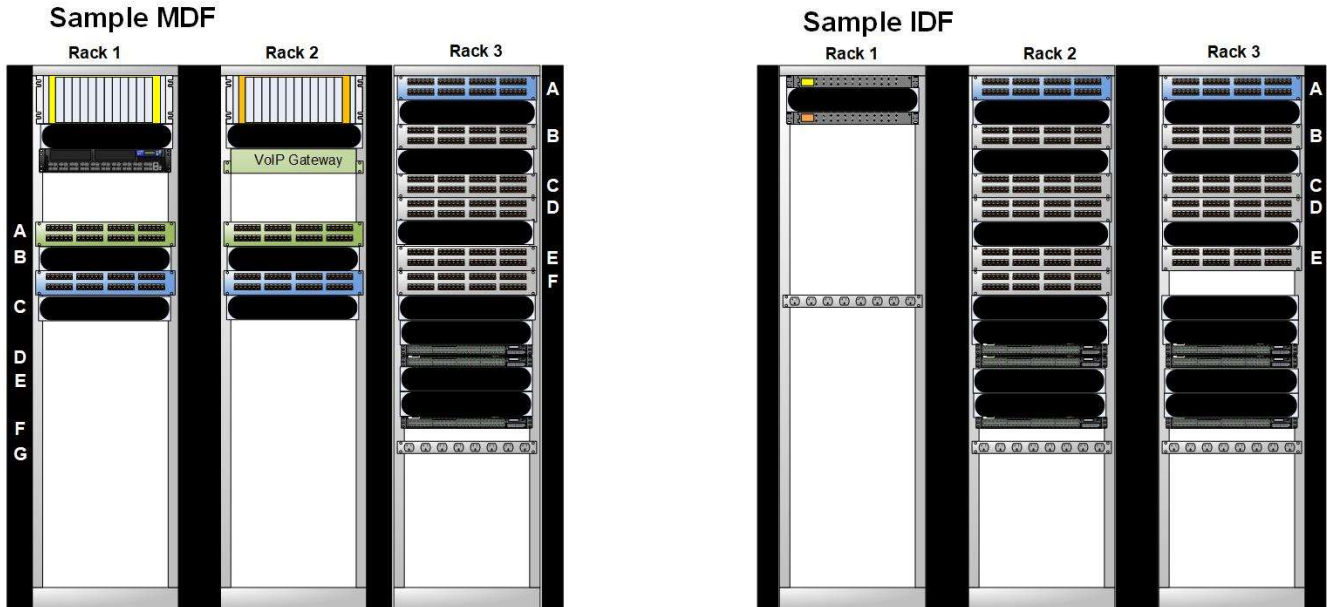 Sample MDF
Rack 1
Rack 2
Rack 3
VoIP Gateway
A
B
C
D
E
F
G
A
B
C
D
E
F
Sample IDF
Rack 1
Rack 2
Rack 3
A
B
C
D
E